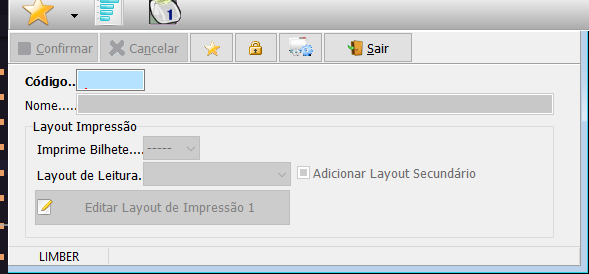 1
Confirmar Cancelar Sair
Código..
Nome.....
Layout Impressão
Imprime Bilhete.... -----
Layout de Leitura. Adicionar Layout Secundário
Editar Layout de Impressão 1
LIMBER